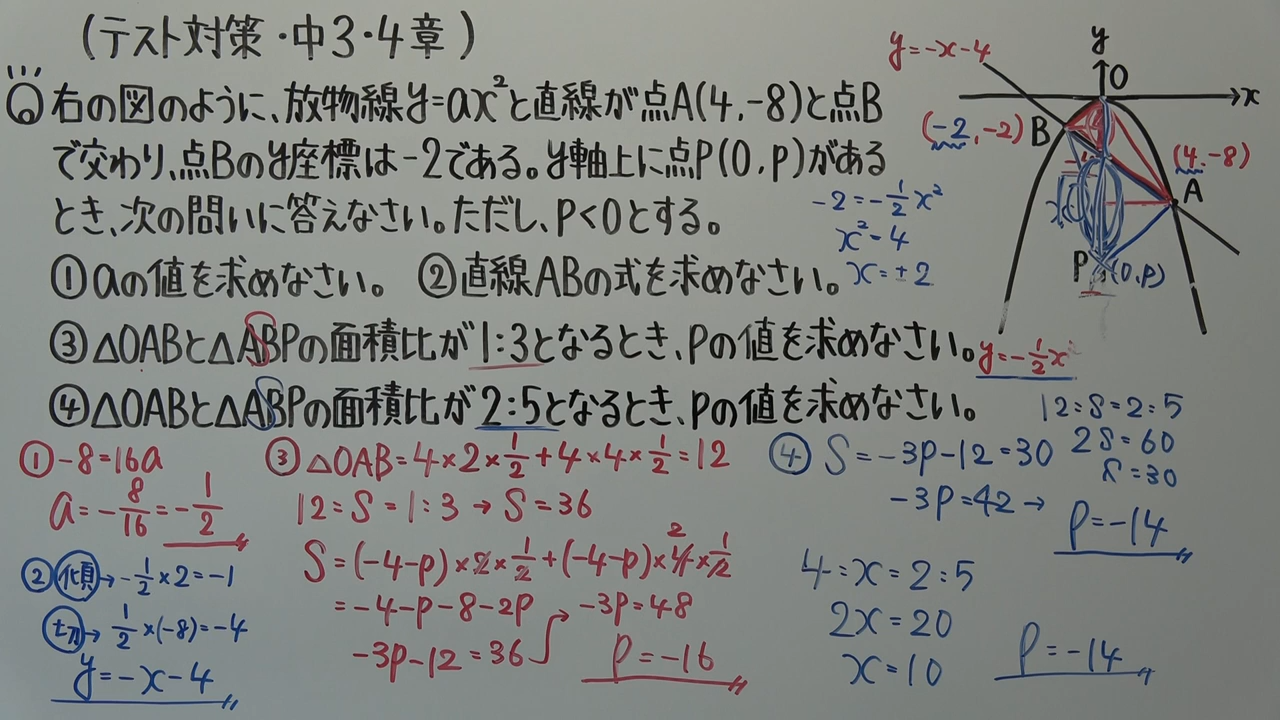 (テスト対策・中3・4章)
Q 右の図のように、放物線y=ax²と直線が点A(4,-8)と点B
で交わり、点Bのy座標は-2である。y軸上に点P(0,p)がある
とき、次の問いに答えなさい。ただし、P<0とする。
①aの値を求めなさい。 ②直線ABの式を求めなさい。
③△OABと△ABPの面積比が1:3となるとき、Pの値を求めなさい。
④△OABと△ABPの面積比が2:5となるとき、Pの値を求めなさい。
y=-x-4
y
O
x
B
(-2,-2)
(4,-8)
A
P
(0,P)
y=-1/2x²
-2=-1/2x²
x²=4
x=±2
①-8=16a
a=-8/16=-1/2
②傾→-1/2×2=-1
切→1/2×(-8)=-4
y=-x-4
③△OAB=4×2×1/2+4×4×1/2=12
12:S=1:3→S=36
S=(-4-p)×2×1/2+(-4-p)×4×1/2
2
=-4-p-8-2p
-3p-12=36
-3p=48
p=-16
④S=-3p-12=30
-3p=42→
p=-14
12:S=2:5
2S=60
S=30
4:x=2:5
2x=20
x=10
p=-14